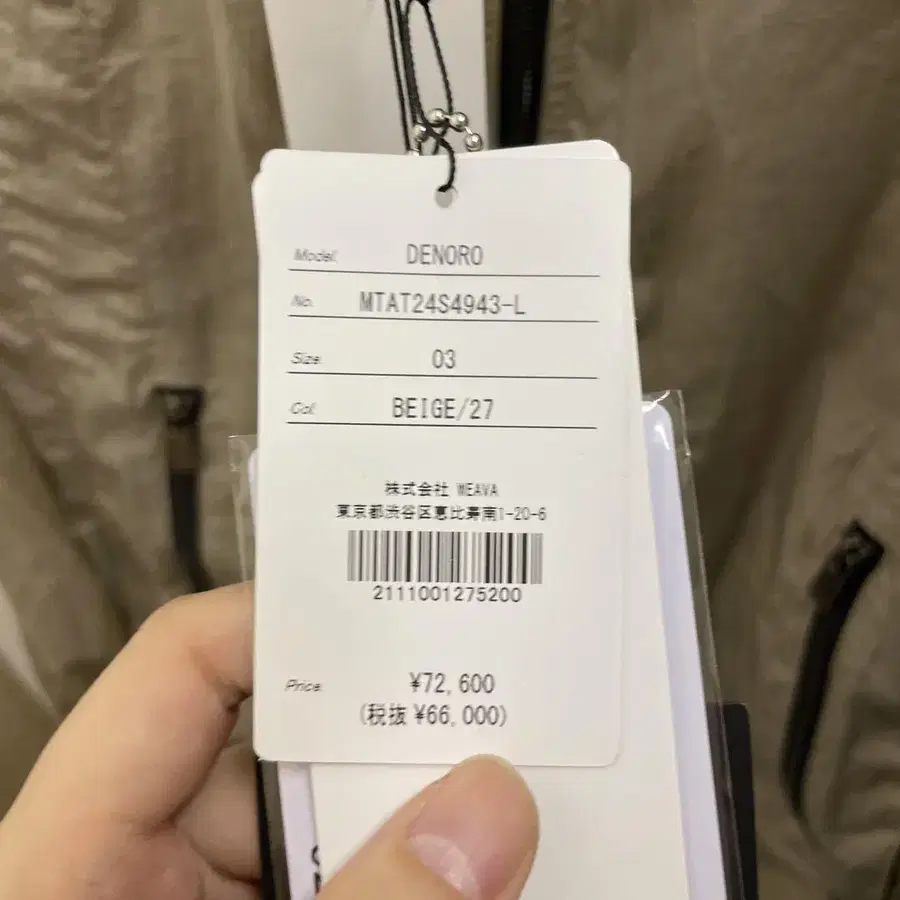 Model. DENORO
No. MTAT24S4943-L
Size 03
Col. BEIGE/27
株式会社 WEAVA
東京都渋谷区恵比寿南1-20-6
2111001275200
Price. ¥72,600
(税抜 ¥66,000)